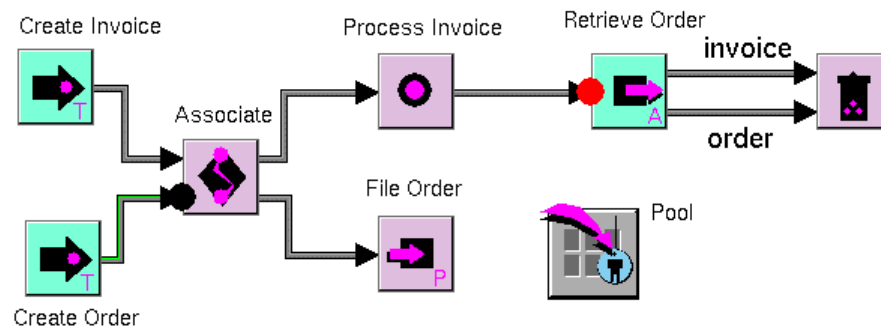 Create Invoice
Process Invoice
Retrieve Order
invoice
T
Associate
A
order
File Order
Pool
T
P
Create Order